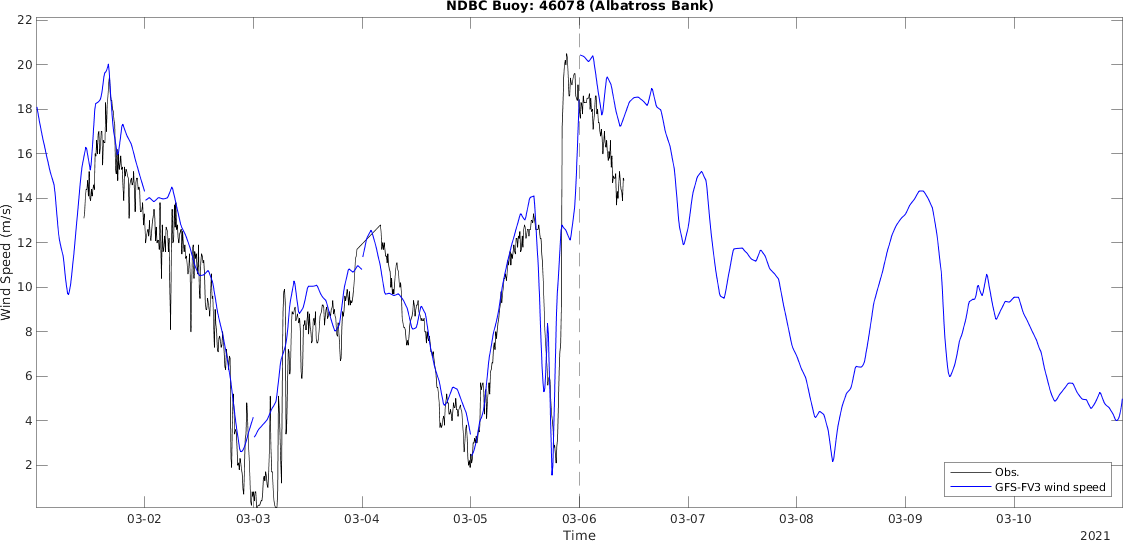 NDBC Buoy: 46078 (Albatross Bank)
22
20
18
16
14
12
10
8
6
4
2
Wind Speed (m/s)
03-02 03-03 03-04 03-05 03-06 03-07 03-08 03-09 03-10
Time
2021
Obs.
GFS-FV3 wind speed